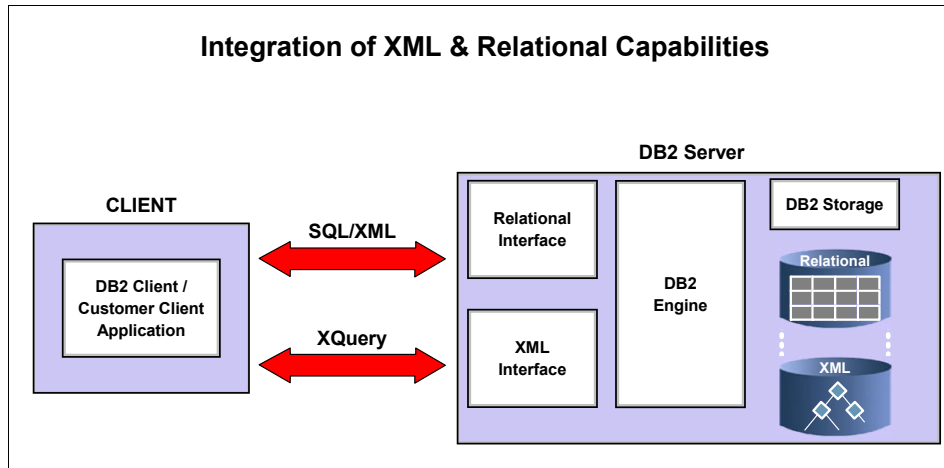 Integration of XML & Relational Capabilities
CLIENT
DB2 Client /
Customer Client
Application
SQL/XML
XQuery
DB2 Server
Relational
Interface
XML
Interface
DB2
Engine
DB2 Storage
Relational
XML